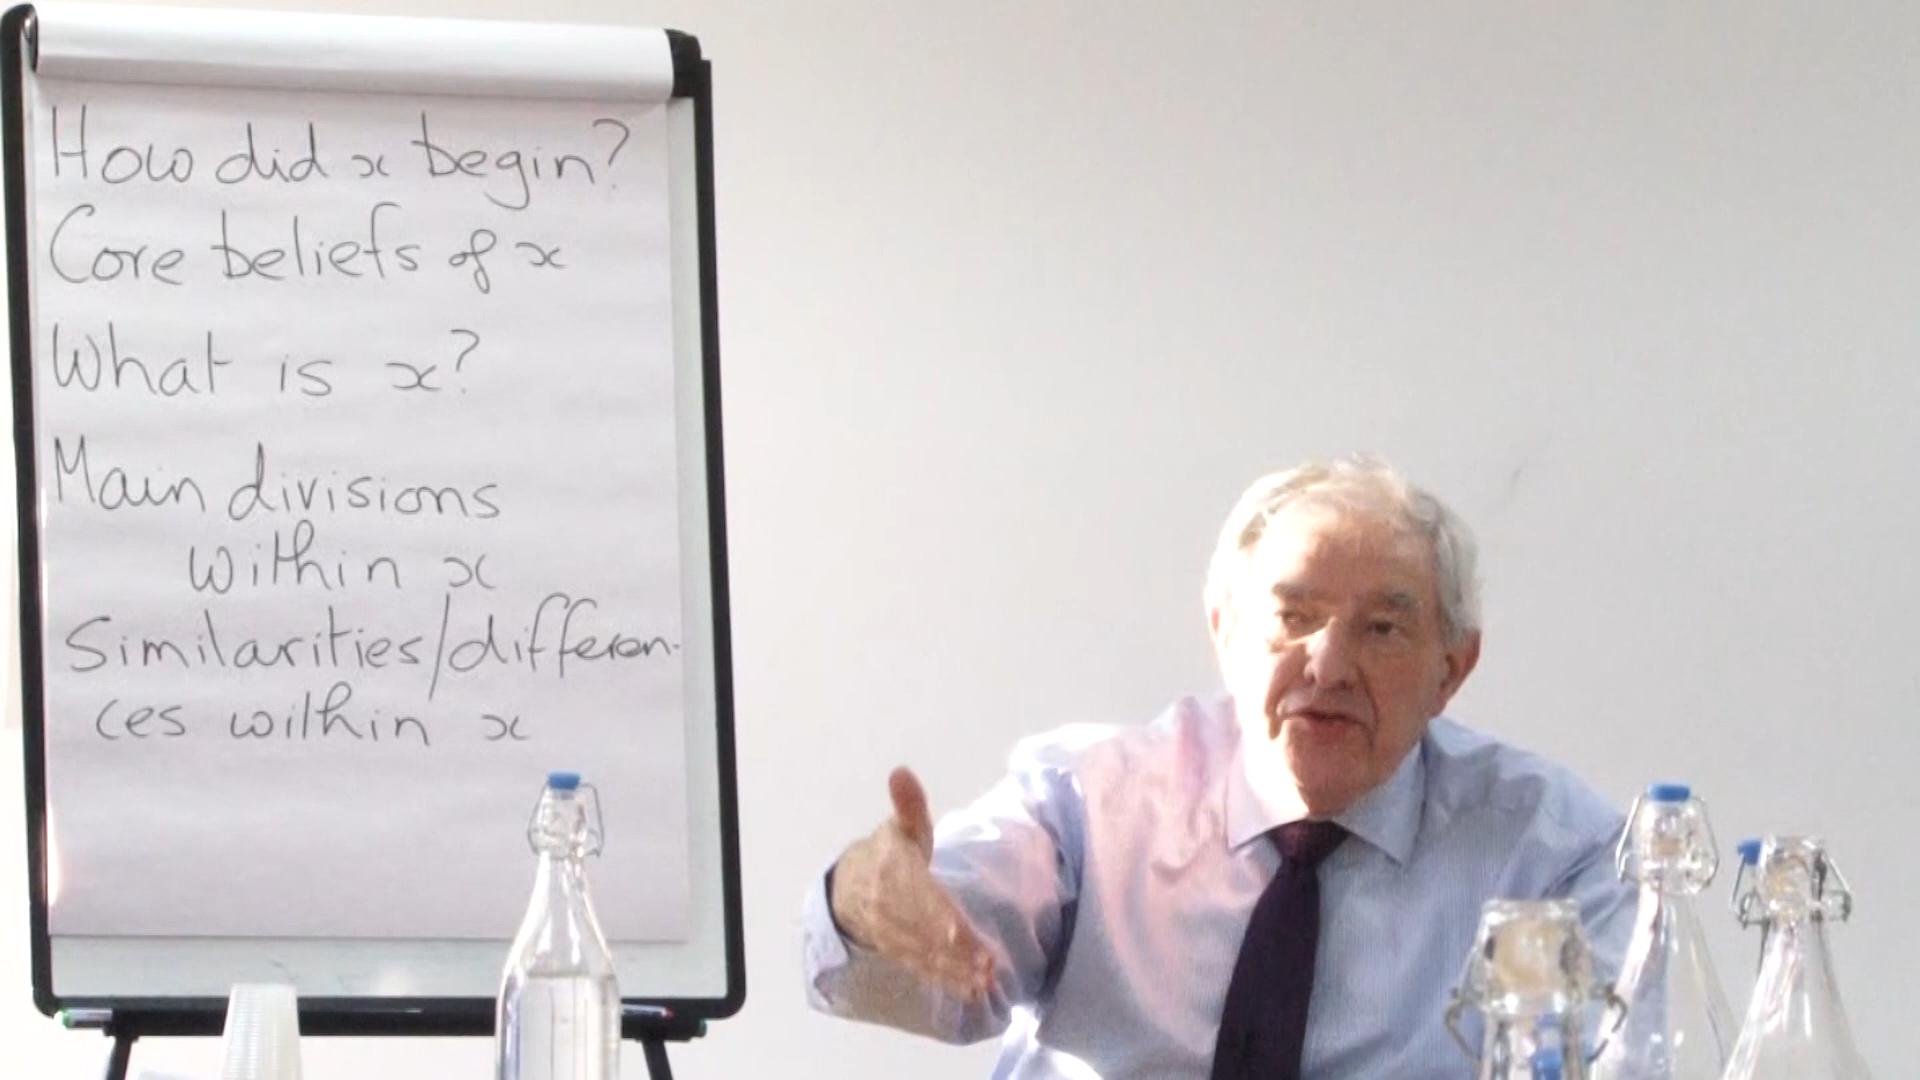 How did x begin?
Core beliefs of x
What is x?
Main divisions
within x
Similarities/differen-
ces within x